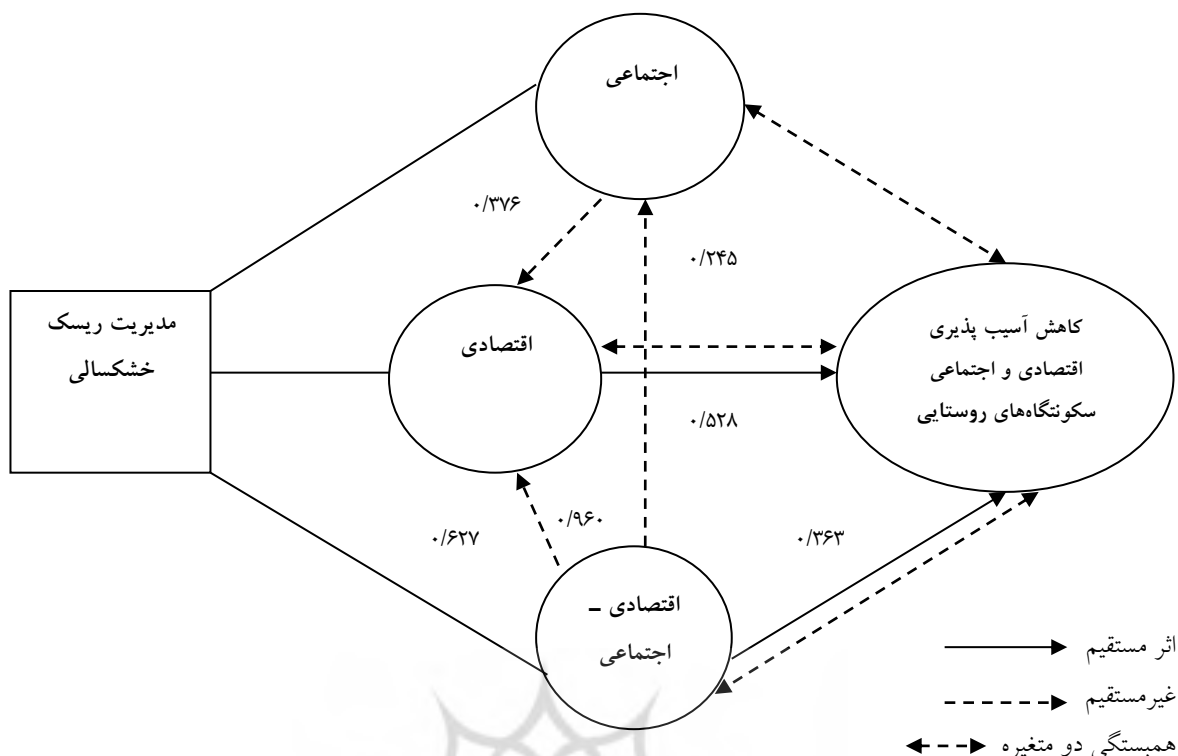 اجتماعی
۰/۳۷۶
۰/۲۴۵
مدیریت ریسک
خشکسالی
اقتصادی
کاهش آسیب پذیری
اقتصادی و اجتماعی
سکونتگاه‌های روستایی
۰/۵۲۸
۰/۶۲۷
۰/۹۶۰
۰/۳۶۳
اقتصادی –
اجتماعی
اثر مستقیم
غیرمستقیم
همبستگی دو متغیره